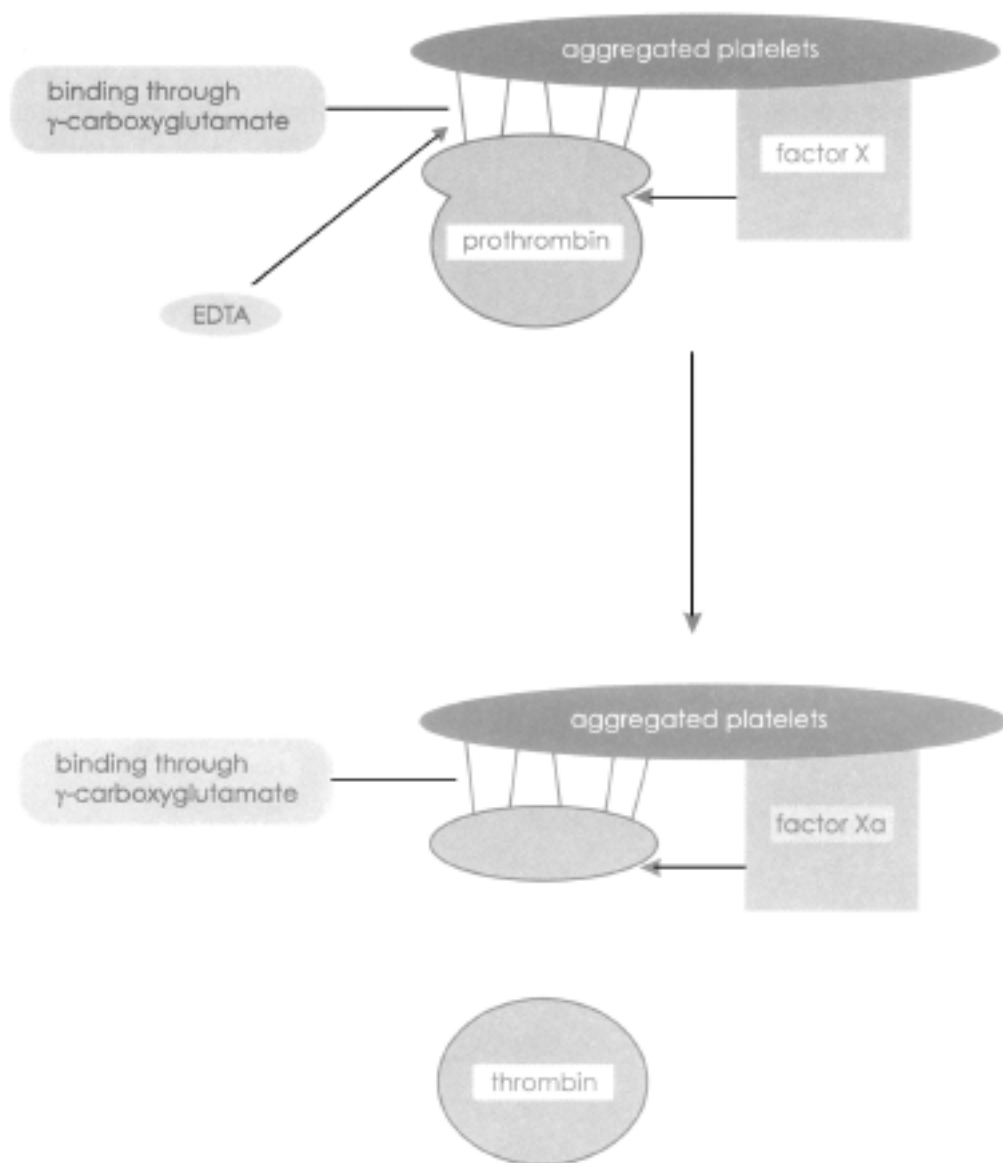 aggregated platelets
binding through
γ-carboxyglutamate
factor X
prothrombin
EDTA
aggregated platelets
binding through
γ-carboxyglutamate
factor Xa
thrombin